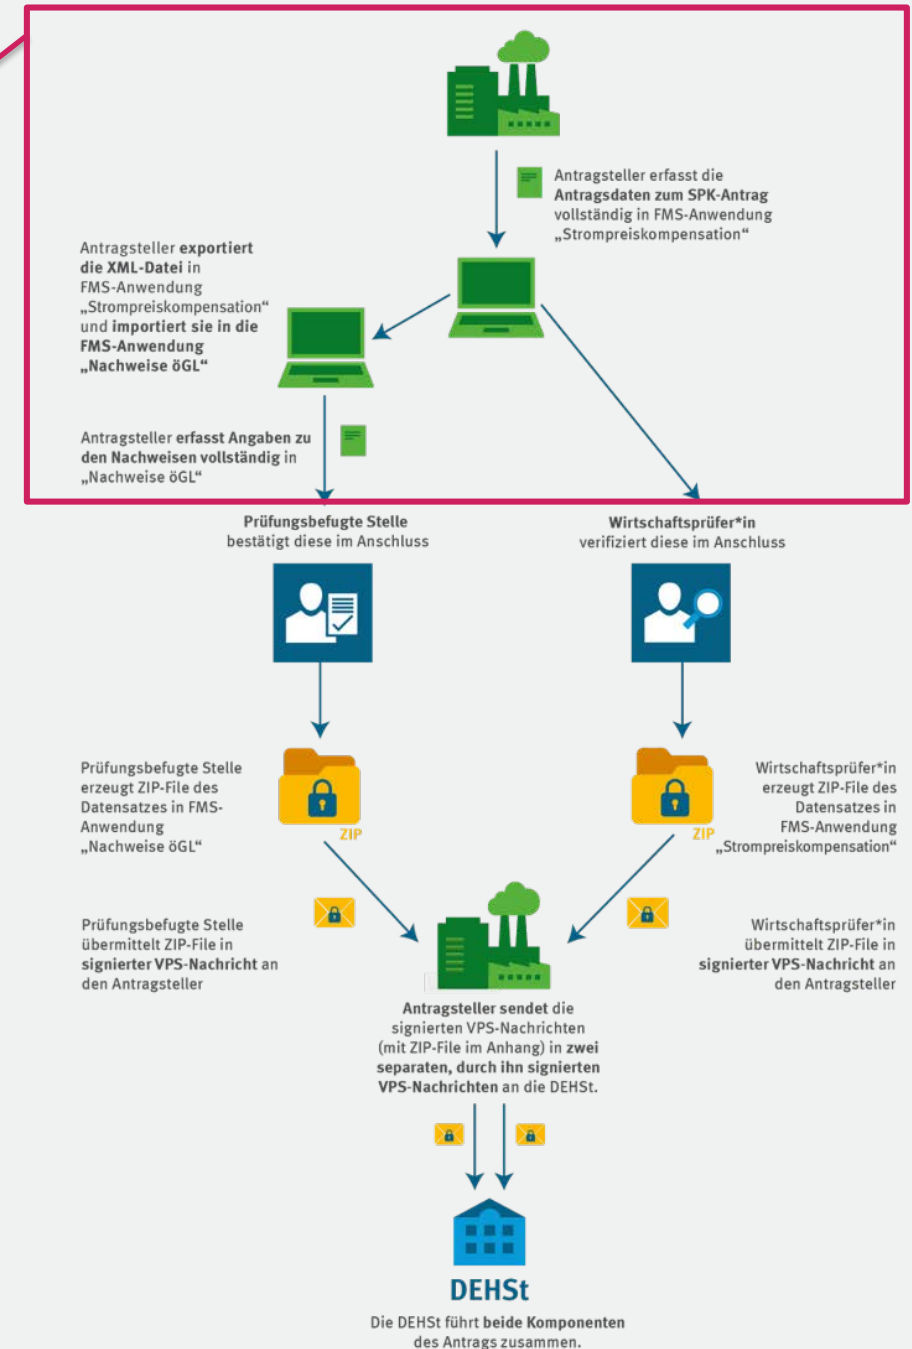 Antragsteller erfasst die
Antragsdaten zum SPK-Antrag
vollständig in FMS-Anwendung
„Strompreiskompensation“
Antragsteller exportiert
die XML-Datei in
FMS-Anwendung
„Strompreiskompensation“
und importiert sie in die
FMS-Anwendung
„Nachweise öGL“
Antragsteller erfasst Angaben zu
den Nachweisen vollständig in
„Nachweise öGL“
Prüfungsbefugte Stelle
bestätigt diese im Anschluss
Wirtschaftsprüfer*in
verifiziert diese im Anschluss
Prüfungsbefugte Stelle
erzeugt ZIP-File des
Datensatzes in FMS-
Anwendung
„Nachweise öGL“
ZIP
ZIP
Wirtschaftsprüfer*in
erzeugt ZIP-File des
Datensatzes in
FMS-Anwendung
„Strompreiskompensation“
Prüfungsbefugte Stelle
übermittelt ZIP-File in
signierter VPS-Nachricht an
den Antragsteller
Wirtschaftsprüfer*in
übermittelt ZIP-File in
signierter VPS-Nachricht an
den Antragsteller
Antragsteller sendet die
signierten VPS-Nachrichten
(mit ZIP-File im Anhang) in zwei
separaten, durch ihn signierten
VPS-Nachrichten an die DEHSt.
DEHSt
Die DEHSt führt beide Komponenten
des Antrags zusammen.